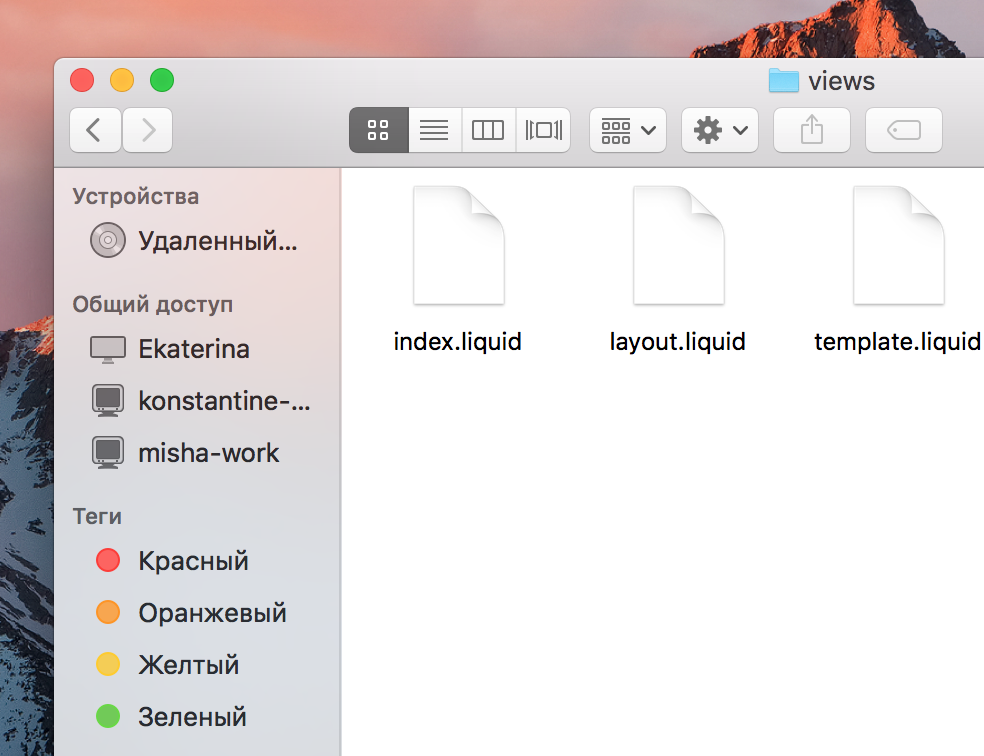 views
Устройства
Удаленный...
Общий доступ
Ekaterina
konstantine-...
misha-work
Теги
Красный
Оранжевый
Желтый
Зеленый
index.liquid
layout.liquid
template.liquid